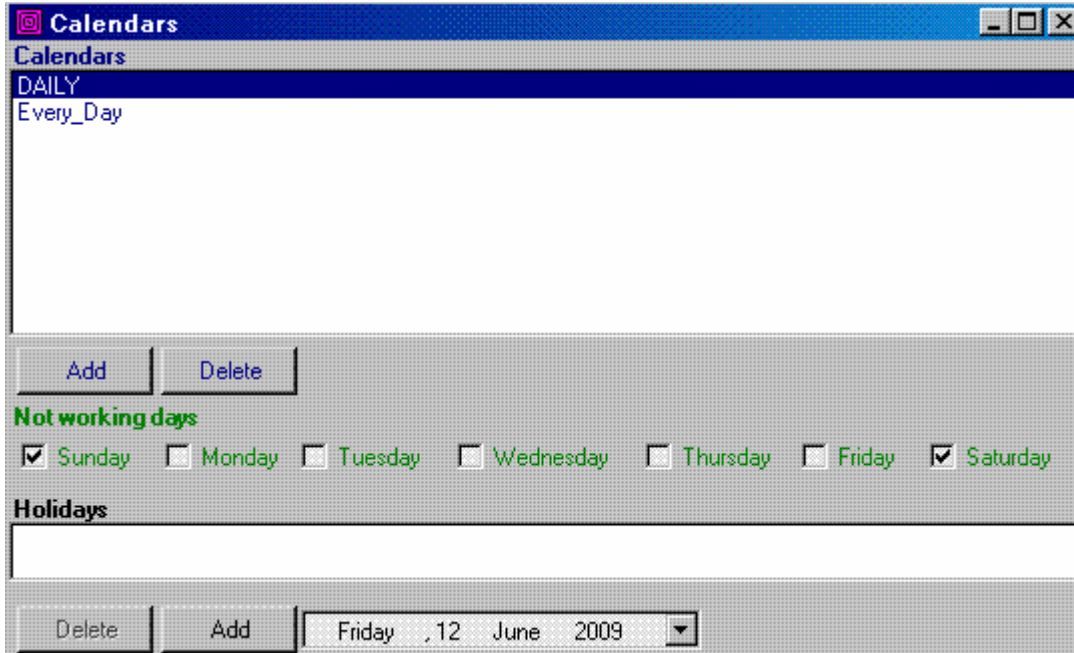 Calendars
Calendars
DAILY
Every_Day
Add Delete
Not working days
Sunday Monday Tuesday Wednesday Thursday Friday Saturday
Holidays
Delete Add Friday ,12 June 2009